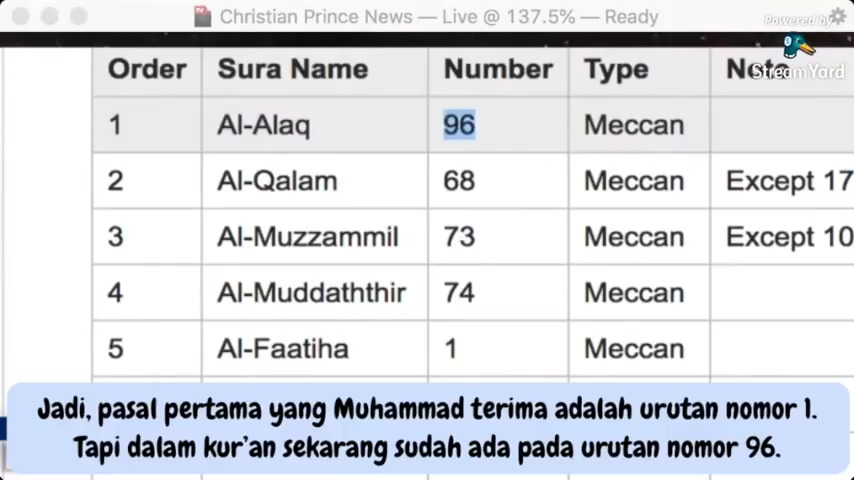 Christian Prince News — Live @ 137.5% — Ready
Powered by
StreamYard
Order Sura Name Number Type Note
1 Al-Alaq 96 Meccan
2 Al-Qalam 68 Meccan Except 17
3 Al-Muzzammil 73 Meccan Except 10
4 Al-Muddaththir 74 Meccan
5 Al-Faatiha 1 Meccan
Jadi, pasal pertama yang Muhammad terima adalah urutan nomor 1.
Tapi dalam kur'an sekarang sudah ada pada urutan nomor 96.